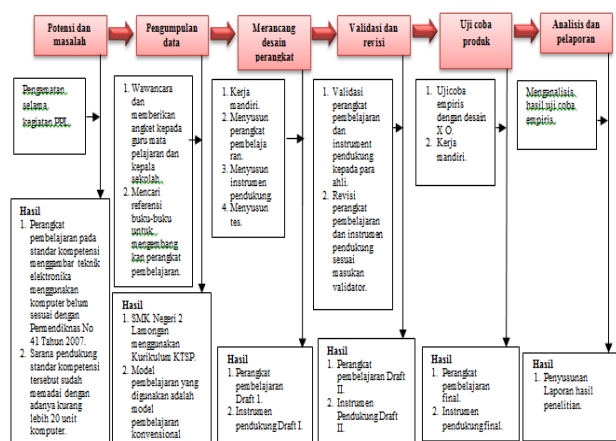 Potensi dan
masalah
Pengumpulan
data
Merancang
desain
perangkat
Validasi dan
revisi
Uji coba
produk
Analisis dan
pelaporan
Pengamatan
selama
kegiatan PPL.
1. Wawancara
dan
memberikan
angket kepada
guru mata
pelajaran dan
kepala
sekolah.
2. Mencari
referensi
buku-buku
untuk
mengembang
kan perangkat
pembelajaran.
1. Kerja
mandiri.
2. Menyusun
perangkat
pembelaja
ran.
3. Menyusun
instrumen
pendukung
4. Menyusun
tes.
1. Validasi
perangkat
pembelajaran
dan
instrument
pendukung
kepada para
ahli.
2. Revisi
perangkat
pembelajaran
dan instrumen
pendukung
sesuai
masukan
validator.
1. Ujicoba
empiris
dengan desain
X O.
2. Kerja
mandiri.
Menganalisis
hasil uji coba
empiris.
Hasil
1. Perangkat
pembelajaran pada
standar kompetensi
menggambar teknik
elektronika
menggunakan
komputer belum
sesuai dengan
Permendiknas No
41 Tahun 2007.
2. Sarana pendukung
standar kompetensi
tersebut sudah
memadai dengan
adanya kurang
lebih 20 unit
komputer.
Hasil
1. SMK Negeri 2
Lamongan
menggunakan
Kurikulum KTSP.
2. Model
pembelajaran yang
digunakan adalah
model
pembelajaran
konvensional
Hasil
1. Perangkat
pembelajaran
Draft 1.
2. Instrumen
pendukung Draft I.
Hasil
1. Perangkat
pembelajaran Draft
II.
2. Instrumen
Pendukung Draft
II.
Hasil
1. Perangkat
pembelajaran
final.
2. Instrumen
pendukung final.
Hasil
1. Penyusunan
Laporan hasil
penelitian.